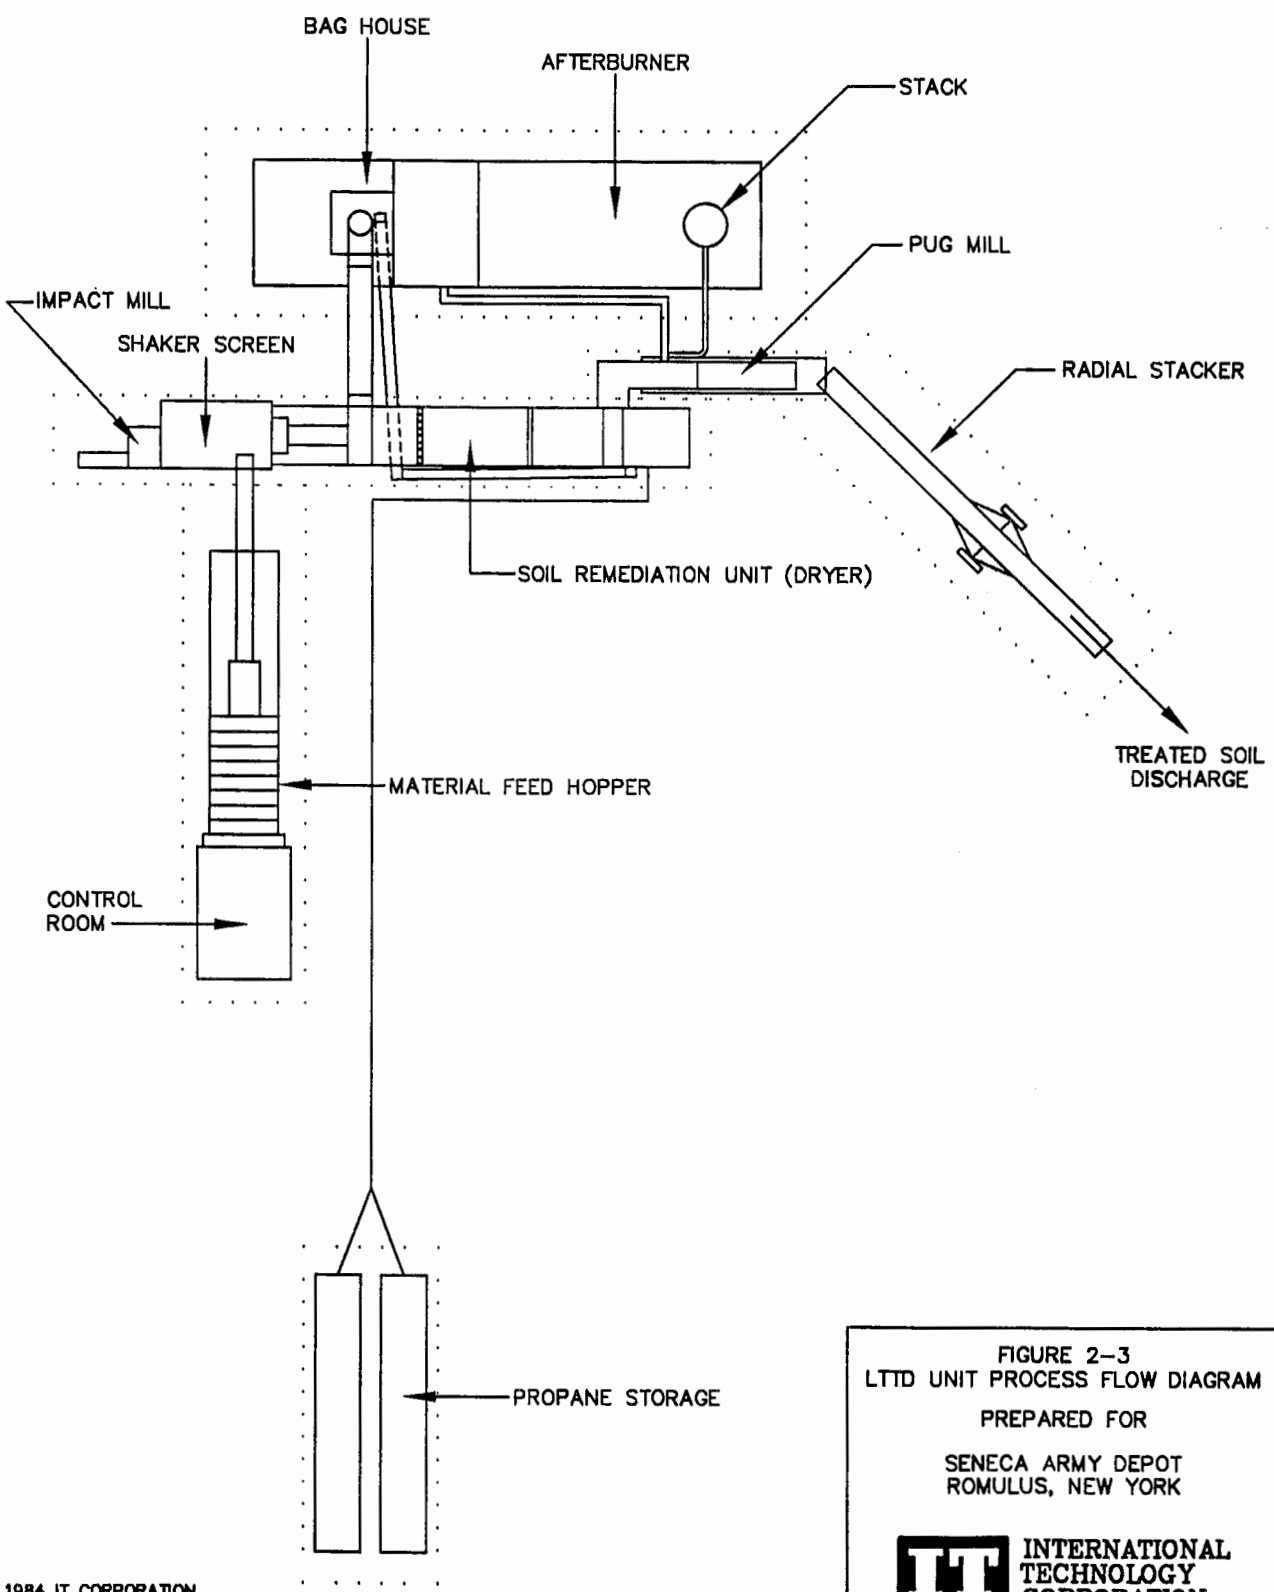 BAG HOUSE
AFTERBURNER
STACK
PUG MILL
IMPACT MILL
SHAKER SCREEN
RADIAL STACKER
SOIL REMEDIATION UNIT (DRYER)
TREATED SOIL
DISCHARGE
MATERIAL FEED HOPPER
CONTROL
ROOM
PROPANE STORAGE
FIGURE 2-3
LTTD UNIT PROCESS FLOW DIAGRAM
PREPARED FOR
SENECA ARMY DEPOT
ROMULUS, NEW YORK
IT
INTERNATIONAL
TECHNOLOGY
CORPORATION
1984 IT CORPORATION